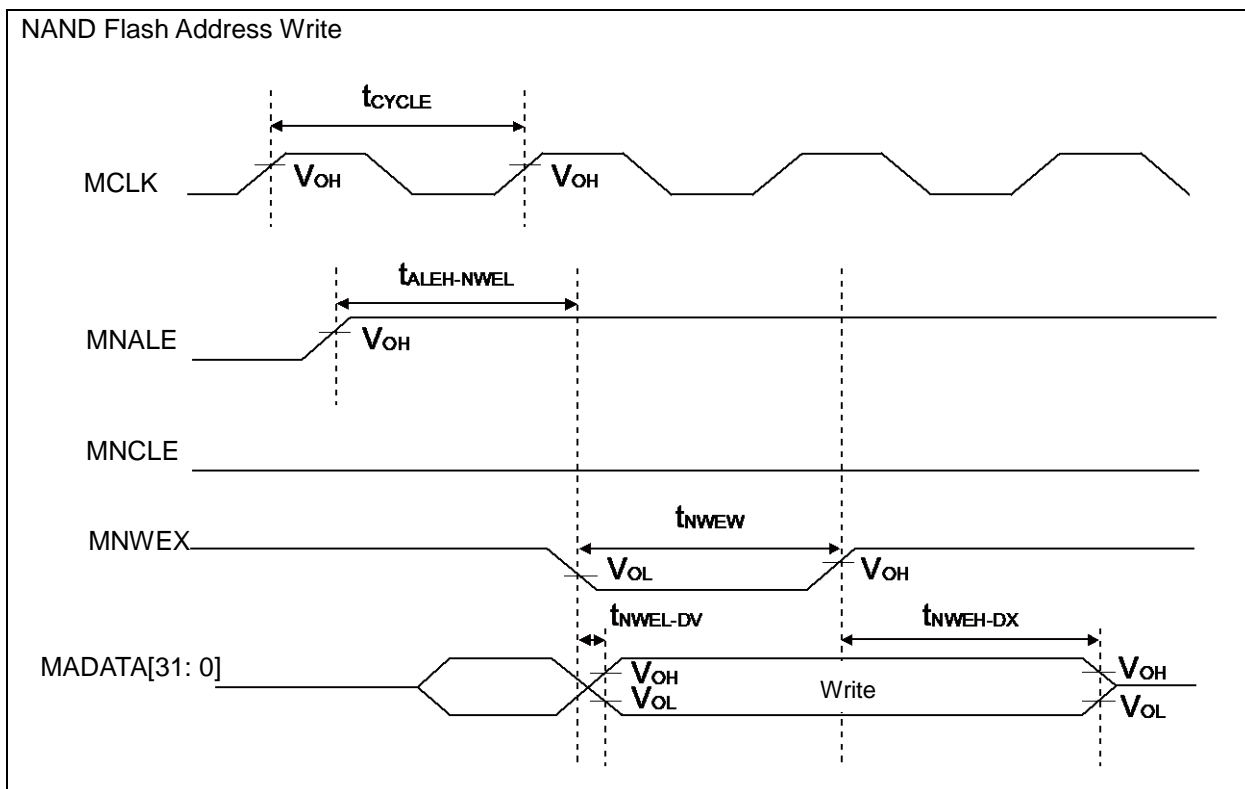 NAND Flash Address Write
tCYCLE
MCLK
VOH
VOH
tALEH-NWEL
MNALE
VOH
MNCLE
tNWEW
MNWEX
VOL
VOH
tNWEL-DV
tNWEH-DX
MADATA[31: 0]
VOH
VOL
Write
VOH
VOL